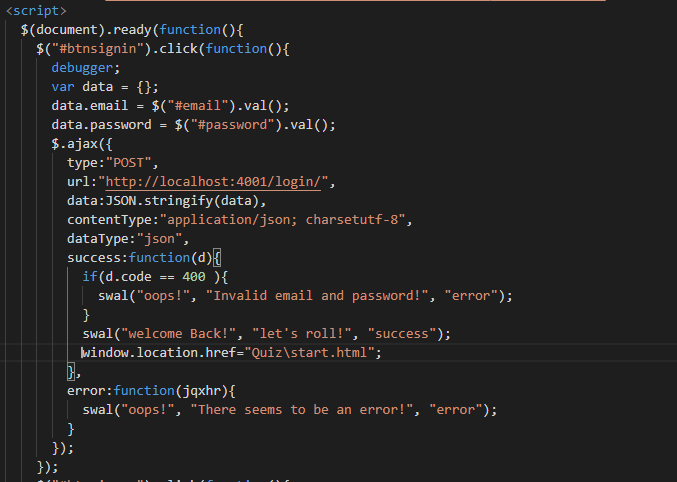 <script>
$(document).ready(function(){
$("#btnsignin").click(function(){
debugger;
var data = {};
data.email = $("#email").val();
data.password = $("#password").val();
$.ajax({
type:"POST",
url:"http://localhost:4001/login/",
data:JSON.stringify(data),
contentType:"application/json; charsetutf-8",
dataType:"json",
success:function(d){
if(d.code == 400 ){
swal("oops!", "Invalid email and password!", "error");
}
swal("welcome Back!", "let's roll!", "success");
window.location.href="Quiz\start.html";
},
error:function(jqxhr){
swal("oops!", "There seems to be an error!", "error");
}
});
});